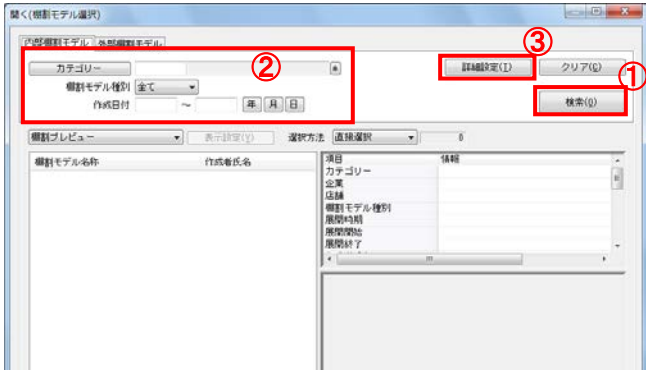 開く(棚割モデル選択)
内部棚割モデル 外部棚割モデル
③
カテゴリー ② * 詳細設定(I) クリア(C)
①
棚割モデル種別 全て
作成日付 ～ 年 月 日 検索(Q)
棚割プレビュー 表示設定(Y) 選択方法 直接選択 0
棚割モデル名称 作成者氏名
項目 情報
カテゴリー
企業
店舗
棚割モデル種別
展開時期
展開開始
展開終了